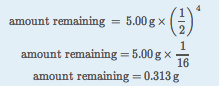 amount remaining = 5.00 g × (1/2)⁴
amount remaining = 5.00 g × 1/16
amount remaining = 0.313 g